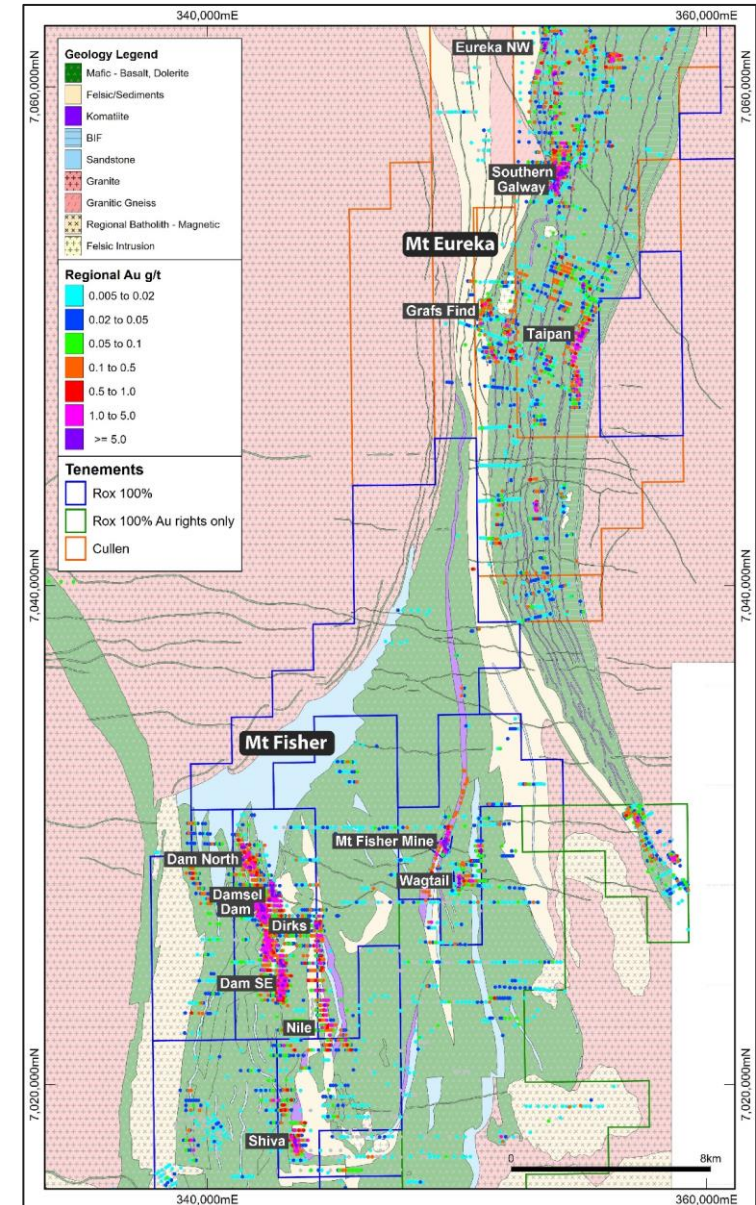 340,000mE
360,000mE
7,060,000mN
7,060,000mN
Geology Legend
Mafic - Basalt, Dolerite
Felsic/Sediments
Komatiite
BIF
Sandstone
Granite
Granitic Gneiss
Regional Batholith - Magnetic
Felsic Intrusion
Regional Au g/t
0.005 to 0.02
0.02 to 0.05
0.05 to 0.1
0.1 to 0.5
0.5 to 1.0
1.0 to 5.0
>= 5.0
Tenements
Rox 100%
Rox 100% Au rights only
Cullen
Eureka NW
Southern
Galway
Mt Eureka
Grafs Find
Taipan
7,040,000mN
7,040,000mN
Mt Fisher
Mt Fisher Mine
Dam North
Wagtail
Damsel
Dam
Dirks
Dam SE
Nile
7,020,000mN
7,020,000mN
Shiva
0
8km
340,000mE
360,000mE